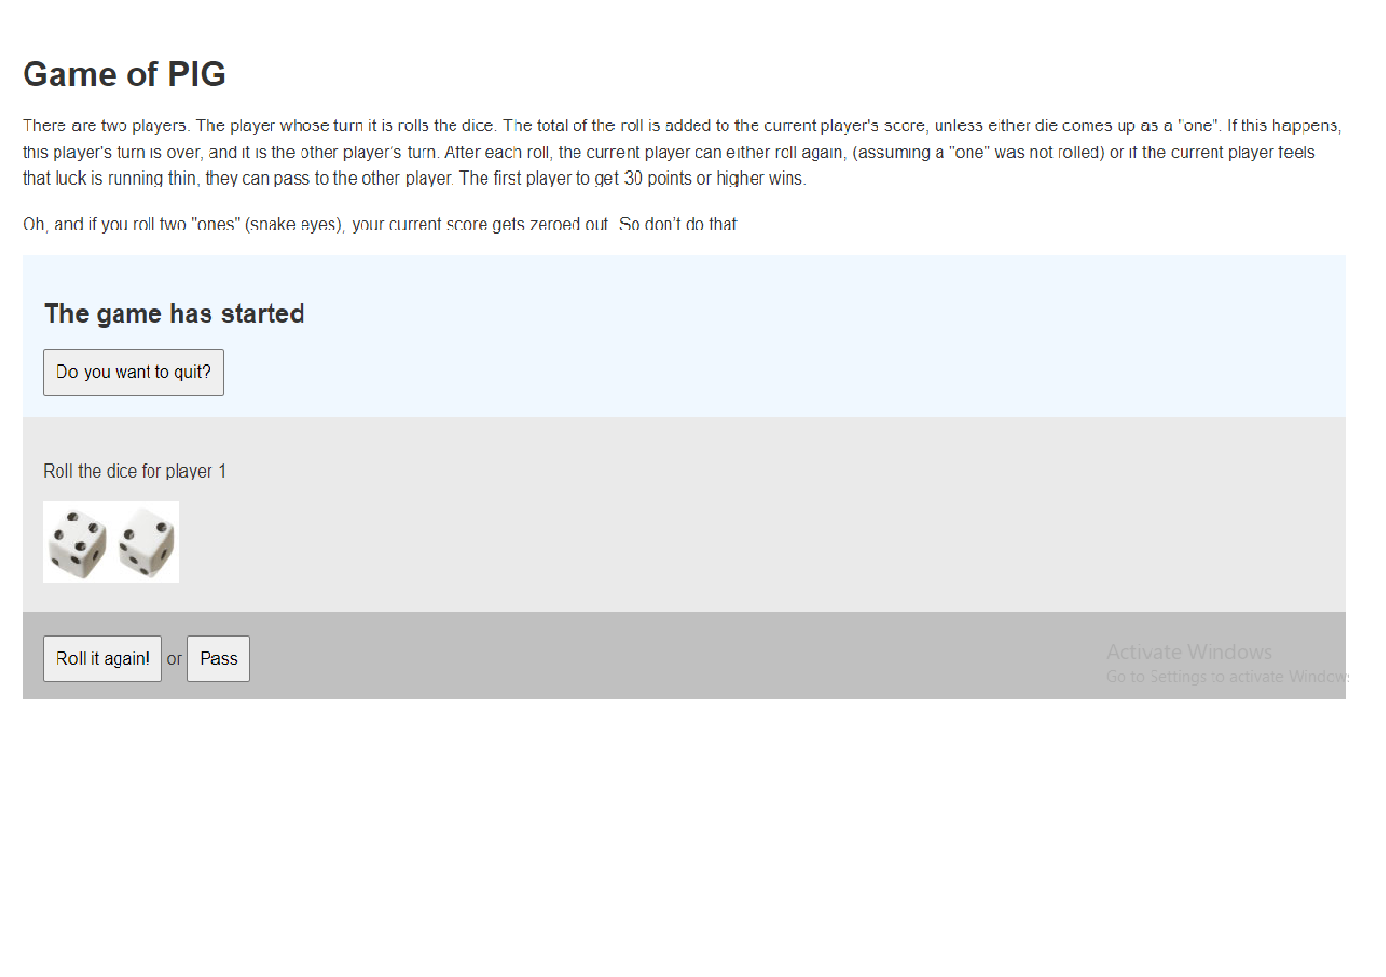 Game of PIG
There are two players. The player whose turn it is rolls the dice. The total of the roll is added to the current player's score, unless either die comes up as a "one". If this happens,
this player's turn is over, and it is the other player's turn. After each roll, the current player can either roll again, (assuming a "one" was not rolled) or if the current player feels
that luck is running thin, they can pass to the other player. The first player to get 30 points or higher wins.
Oh, and if you roll two "ones" (snake eyes), your current score gets zeroed out. So don't do that
The game has started
Do you want to quit?
Roll the dice for player 1
Roll it again! or Pass
Activate Windows
Go to Settings to activate Windows